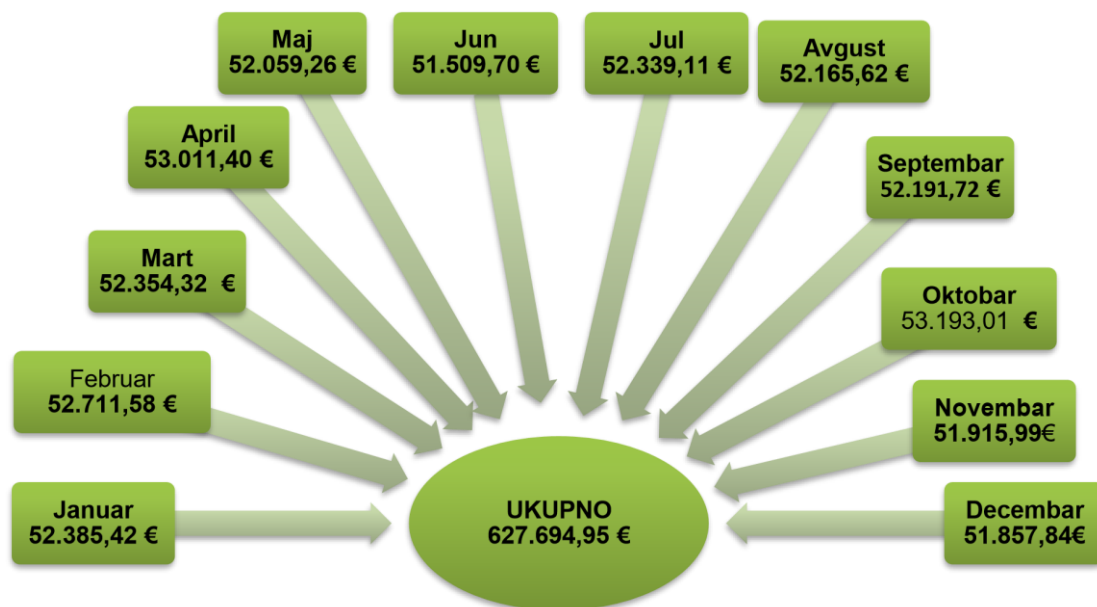 Januar
52.385,42 €
Februar
52.711,58 €
Mart
52.354,32 €
April
53.011,40 €
Maj
52.059,26 €
Jun
51.509,70 €
Jul
52.339,11 €
Avgust
52.165,62 €
Septembar
52.191,72 €
Oktobar
53.193,01 €
Novembar
51.915,99€
Decembar
51.857,84€
UKUPNO
627.694,95 €